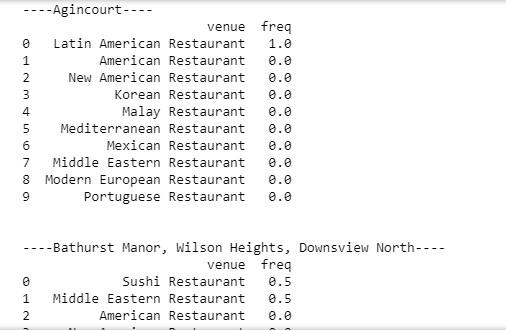 ----Agincourt----
venue freq
0 Latin American Restaurant 1.0
1 American Restaurant 0.0
2 New American Restaurant 0.0
3 Korean Restaurant 0.0
4 Malay Restaurant 0.0
5 Mediterranean Restaurant 0.0
6 Mexican Restaurant 0.0
7 Middle Eastern Restaurant 0.0
8 Modern European Restaurant 0.0
9 Portuguese Restaurant 0.0
----Bathurst Manor, Wilson Heights, Downsview North----
venue freq
0 Sushi Restaurant 0.5
1 Middle Eastern Restaurant 0.5
2 American Restaurant 0.0